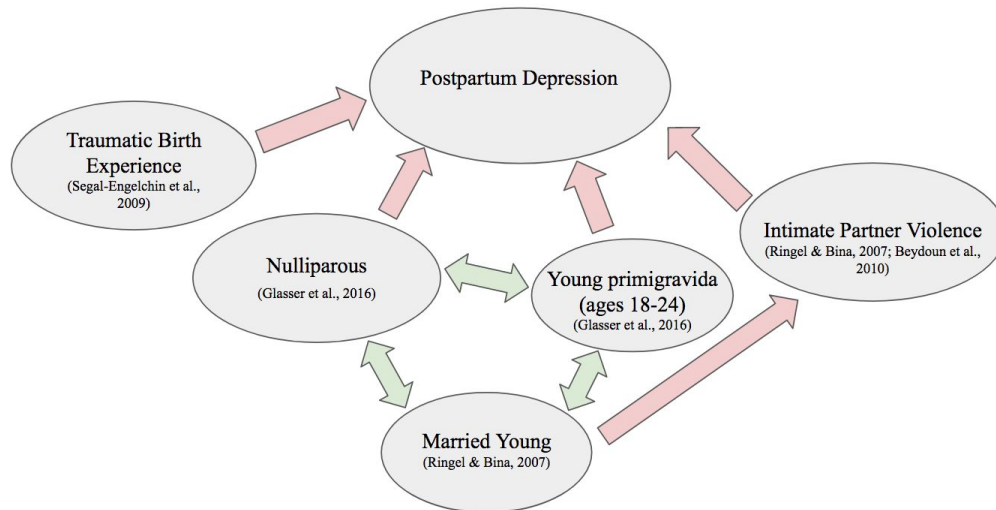 Postpartum Depression
Traumatic Birth
Experience
(Segal-Engelchin et al.,
2009)
Nulliparous
(Glasser et al., 2016)
Young primigravida
(ages 18-24)
(Glasser et al., 2016)
Intimate Partner Violence
(Ringel & Bina, 2007; Beydoun et al.,
2010)
Married Young
(Ringel & Bina, 2007)